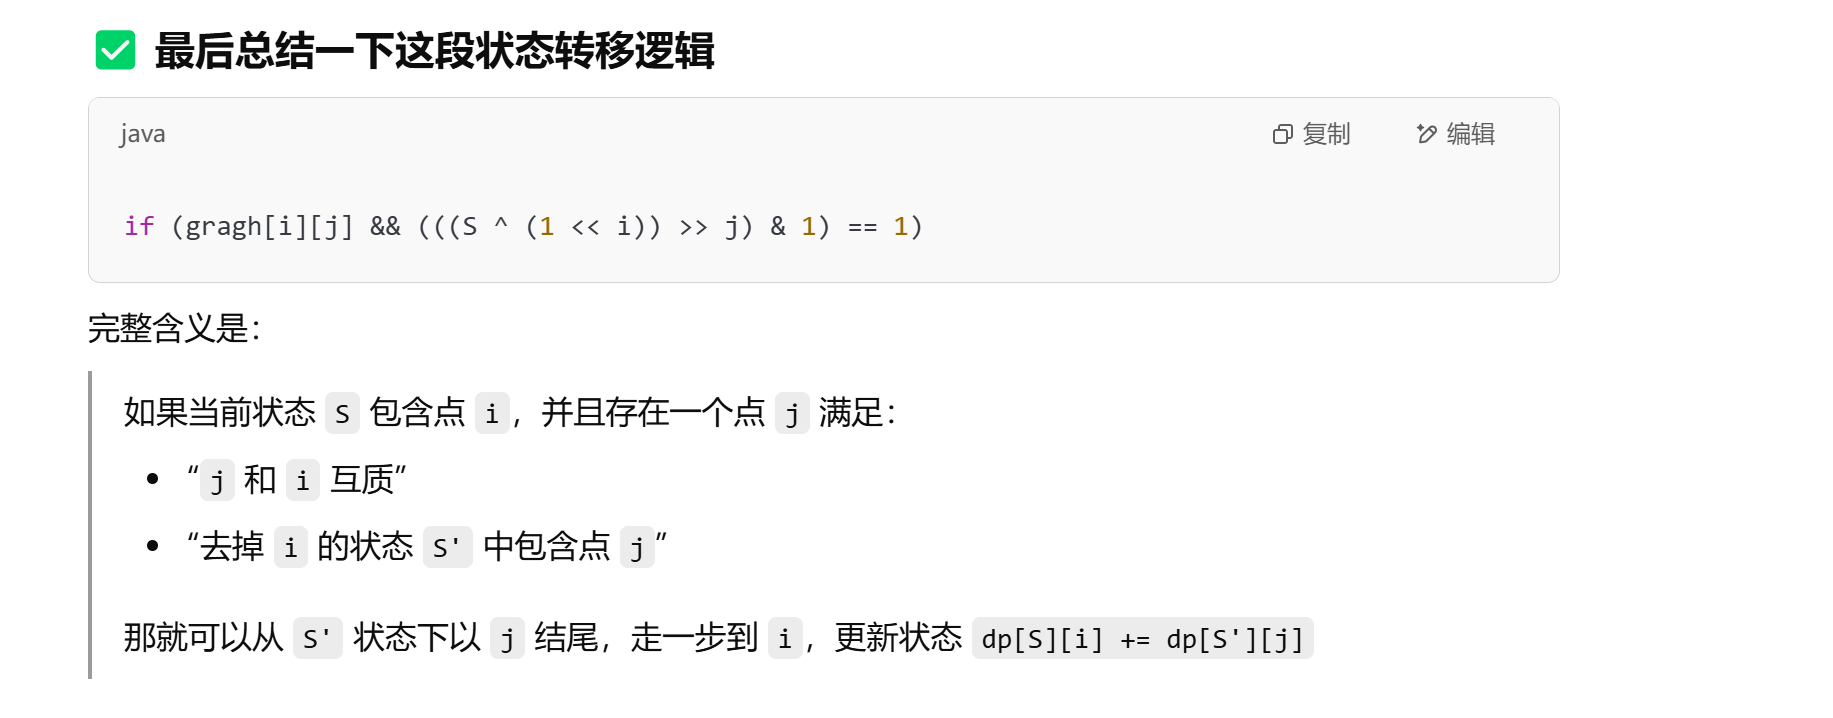 ✅ 最后总结一下这段状态转移逻辑
java 复制 编辑
if (gragh[i][j] && (((S ^ (1 << i)) >> j) & 1) == 1)
完整含义是：
如果当前状态 S 包含点 i，并且存在一个点 j 满足：
• “j 和 i 互质”
• “去掉 i 的状态 S' 中包含点 j”
那就可以从 S' 状态下以 j 结尾，走一步到 i，更新状态 dp[S][i] += dp[S'][j]